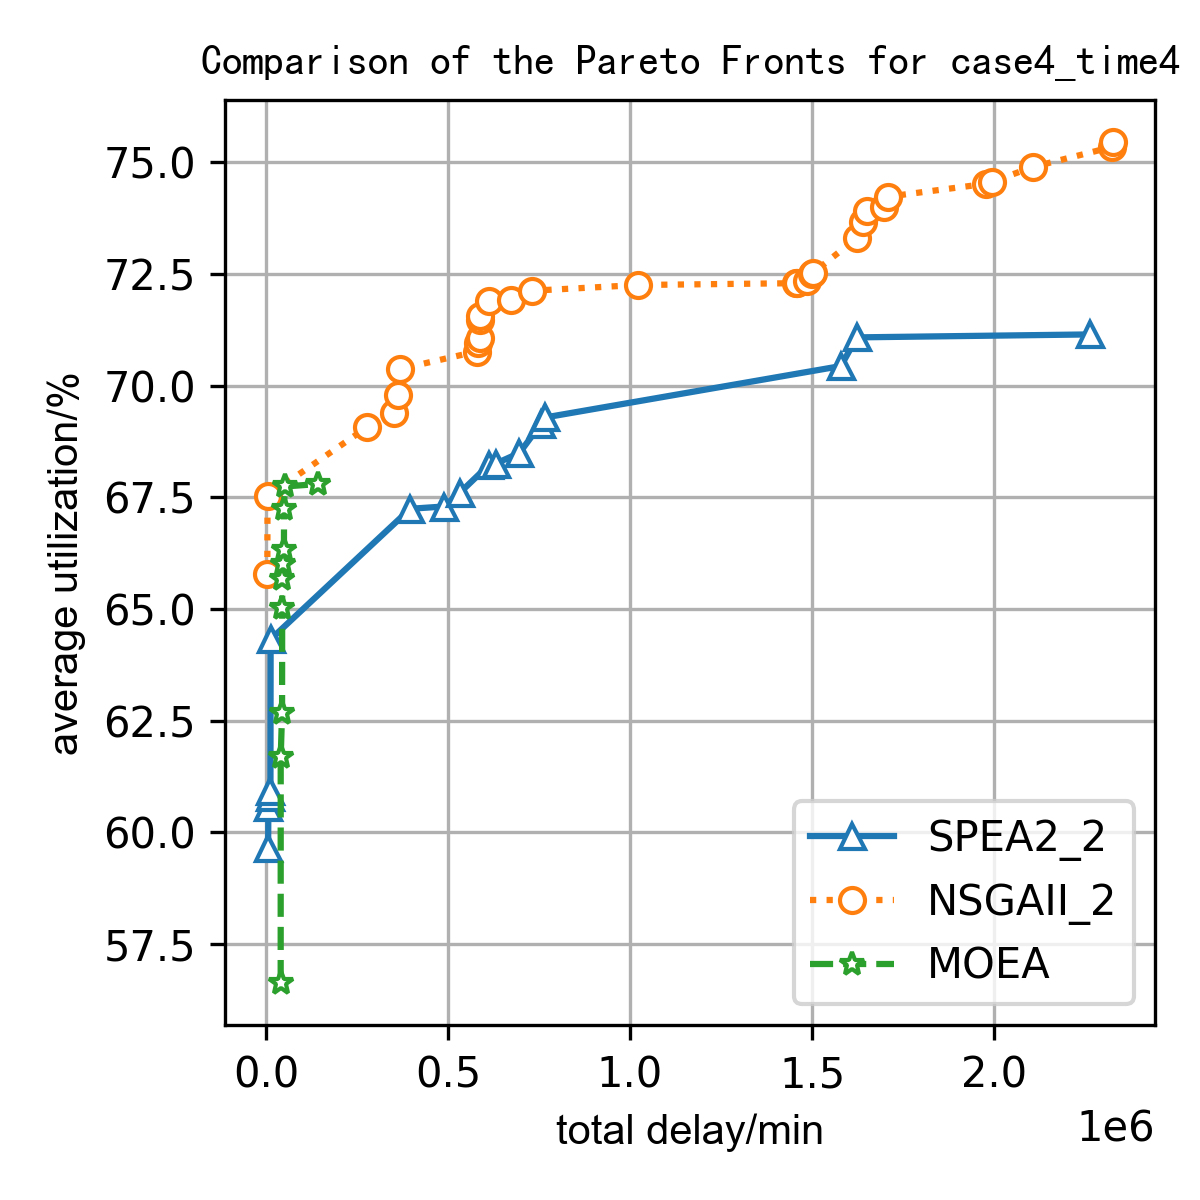 Comparison of the Pareto Fronts for case4_time4
average utilization/%
75.0
72.5
70.0
67.5
65.0
62.5
60.0
57.5
SPEA2_2
NSGAII_2
MOEA
0.0 0.5 1.0 1.5 2.0
total delay/min
1e6